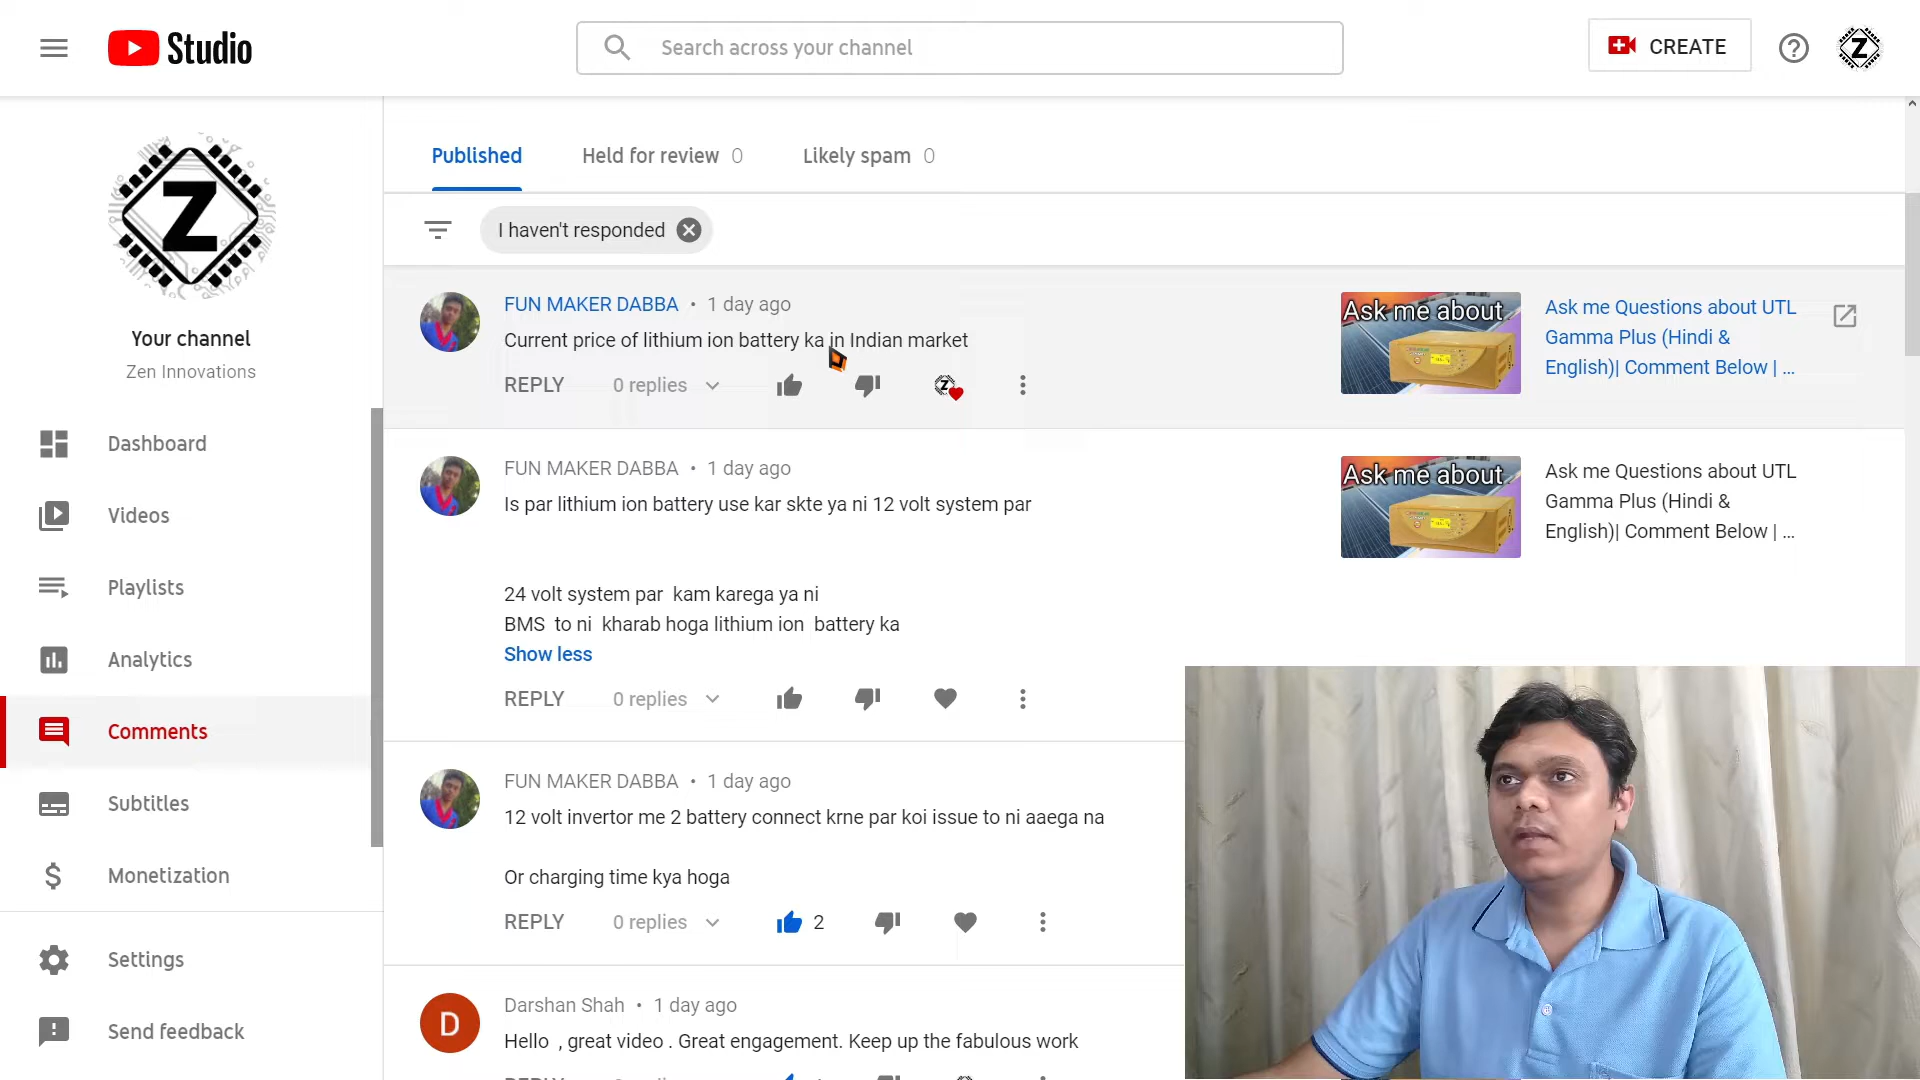 Studio
Search across your channel
CREATE
Z
Your channel
Zen Innovations
Dashboard
Videos
Playlists
Analytics
Comments
Subtitles
Monetization
Settings
Send feedback
Published
Held for review 0
Likely spam 0
I haven't responded
FUN MAKER DABBA • 1 day ago
Current price of lithium ion battery ka in Indian market
REPLY 0 replies
Ask me about
Ask me Questions about UTL
Gamma Plus (Hindi &
English)| Comment Below | ...
FUN MAKER DABBA • 1 day ago
Is par lithium ion battery use kar skte ya ni 12 volt system par
24 volt system par kam karega ya ni
BMS to ni kharab hoga lithium ion battery ka
Show less
REPLY 0 replies
Ask me about
Ask me Questions about UTL
Gamma Plus (Hindi &
English)| Comment Below | ...
FUN MAKER DABBA • 1 day ago
12 volt invertor me 2 battery connect krne par koi issue to ni aaega na
Or charging time kya hoga
REPLY 0 replies 2
D
Darshan Shah • 1 day ago
Hello , great video . Great engagement. Keep up the fabulous work